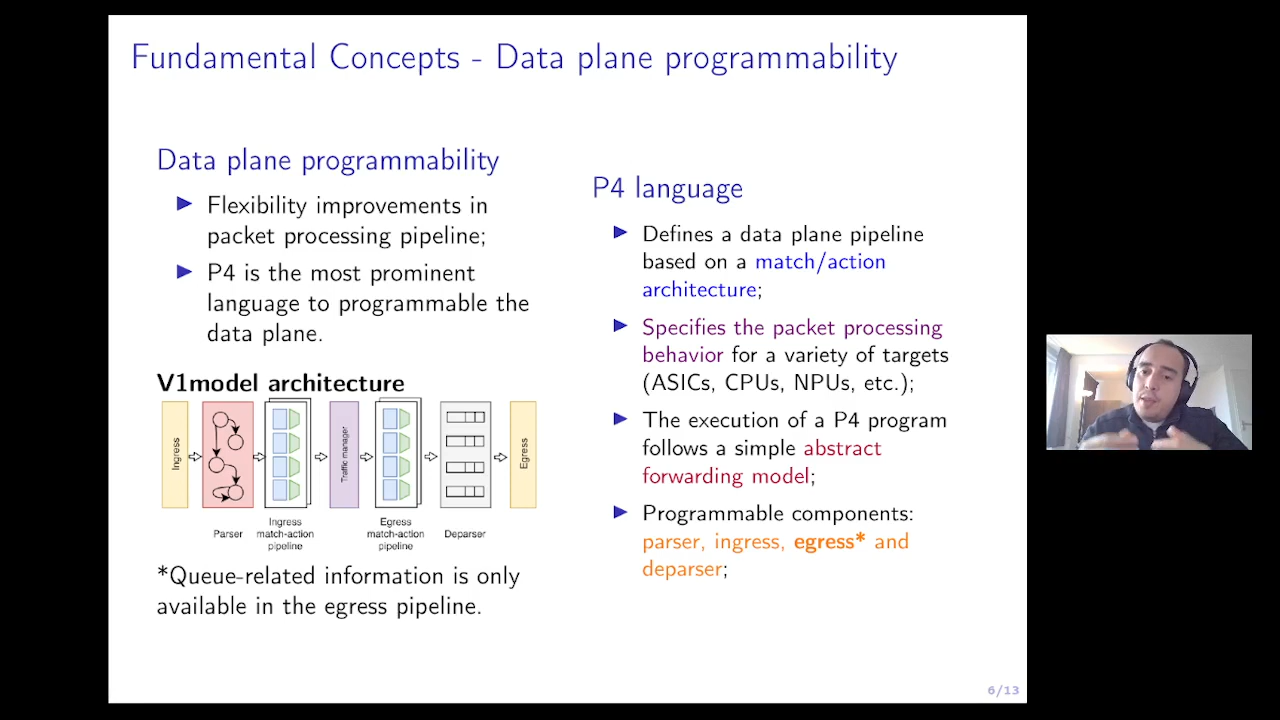 Fundamental Concepts - Data plane programmability
Data plane programmability
Flexibility improvements in
packet processing pipeline;
P4 is the most prominent
language to programmable the
data plane.
V1model architecture
Ingress
Traffic manager
Egress
Parser
Ingress
match-action
pipeline
Egress
match-action
pipeline
Deparser
*Queue-related information is only
available in the egress pipeline.
P4 language
Defines a data plane pipeline
based on a match/action
architecture;
Specifies the packet processing
behavior for a variety of targets
(ASICs, CPUs, NPUs, etc.);
The execution of a P4 program
follows a simple abstract
forwarding model;
Programmable components:
parser, ingress, egress* and
deparser;
6/13